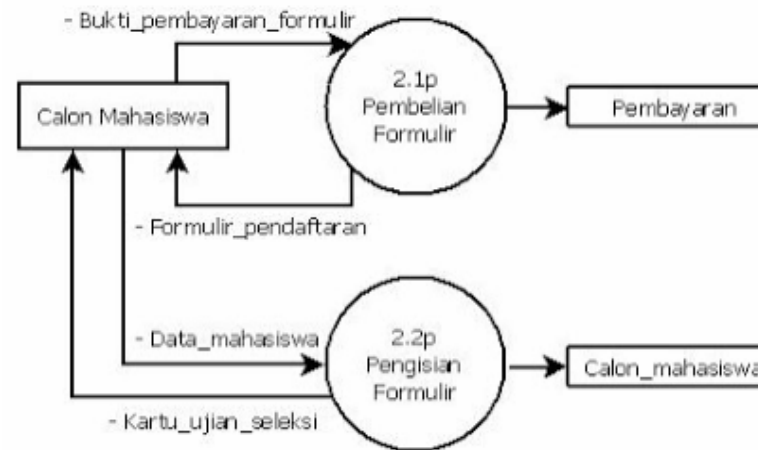 - Bukti_pembayaran_formulir
2.1p
Pembelian
Formulir
Calon Mahasiswa
Pembayaran
- Formulir_pendaftaran
- Data_mahasiswa
2.2p
Pengisian
Formulir
Calon_mahasiswa
- Kartu_ujian_seleksi